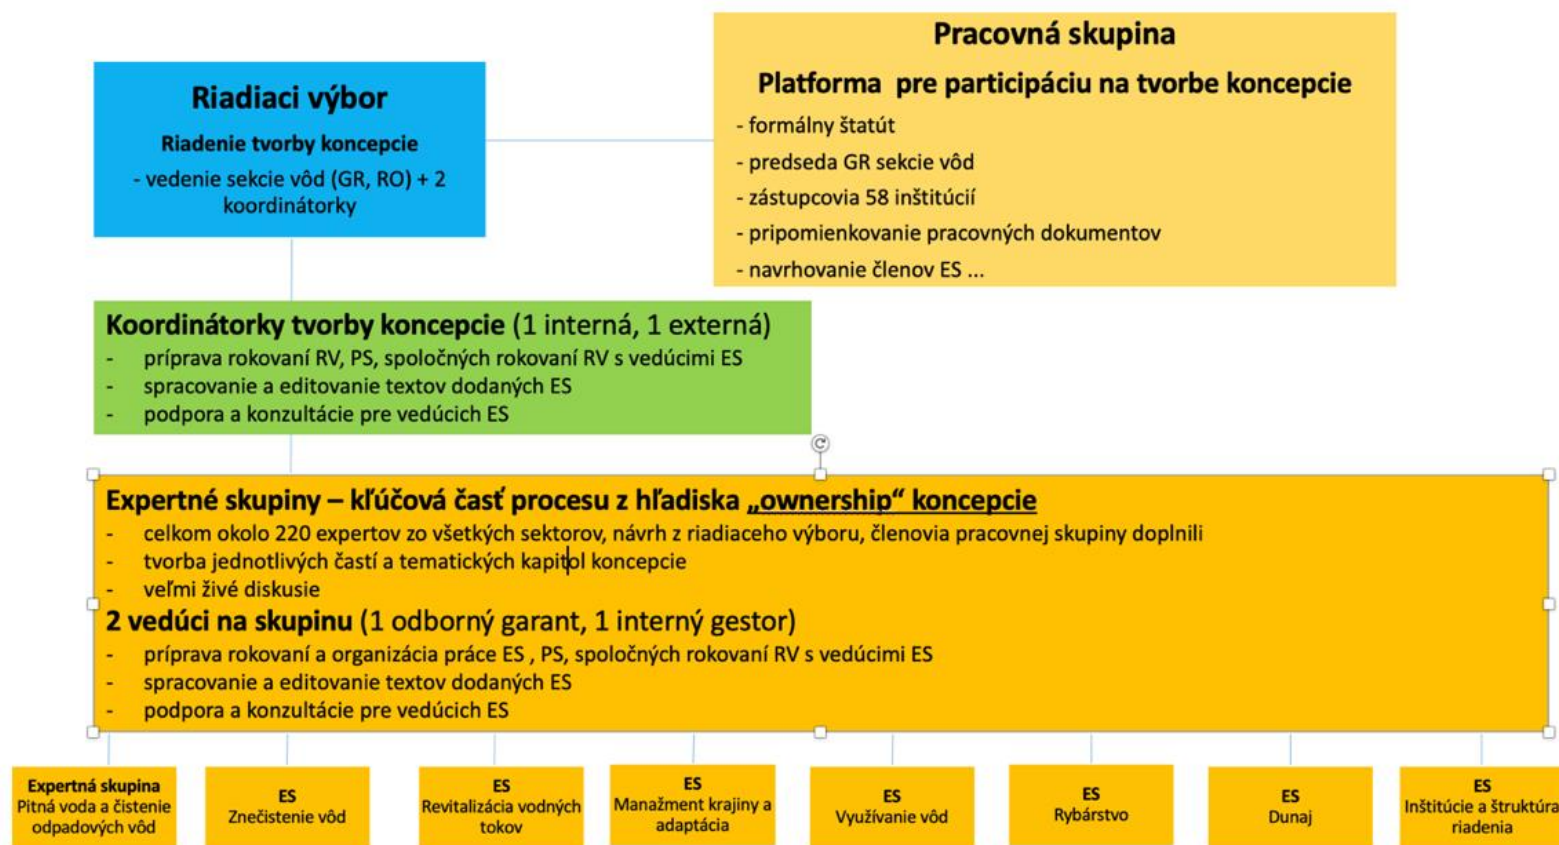 Riadiaci výbor
Riadenie tvorby koncepcie
- vedenie sekcie vôd (GR, RO) + 2
koordinátorky
Pracovná skupina
Platforma pre participáciu na tvorbe koncepcie
- formálny štatút
- predseda GR sekcie vôd
- zástupcovia 58 inštitúcií
- pripomienkovanie pracovných dokumentov
- navrhovanie členov ES ...
Koordinátorky tvorby koncepcie (1 interná, 1 externá)
- príprava rokovaní RV, PS, spoločných rokovaní RV s vedúcimi ES
- spracovanie a editovanie textov dodaných ES
- podpora a konzultácie pre vedúcich ES
Expertné skupiny – kľúčová časť procesu z hľadiska „ownership“ koncepcie
- celkom okolo 220 expertov zo všetkých sektorov, návrh z riadiaceho výboru, členovia pracovnej skupiny doplnili
- tvorba jednotlivých častí a tematických kapitol koncepcie
- veľmi živé diskusie
2 vedúci na skupinu (1 odborný garant, 1 interný gestor)
- príprava rokovaní a organizácia práce ES , PS, spoločných rokovaní RV s vedúcimi ES
- spracovanie a editovanie textov dodaných ES
- podpora a konzultácie pre vedúcich ES
Expertná skupina
Pitná voda a čistenie
odpadových vôd
ES
Znečistenie vôd
ES
Revitalizácia vodných
tokov
ES
Manažment krajiny a
adaptácia
ES
Využívanie vôd
ES
Rybárstvo
ES
Dunaj
ES
Inštitúcie a štruktúra
riadenia